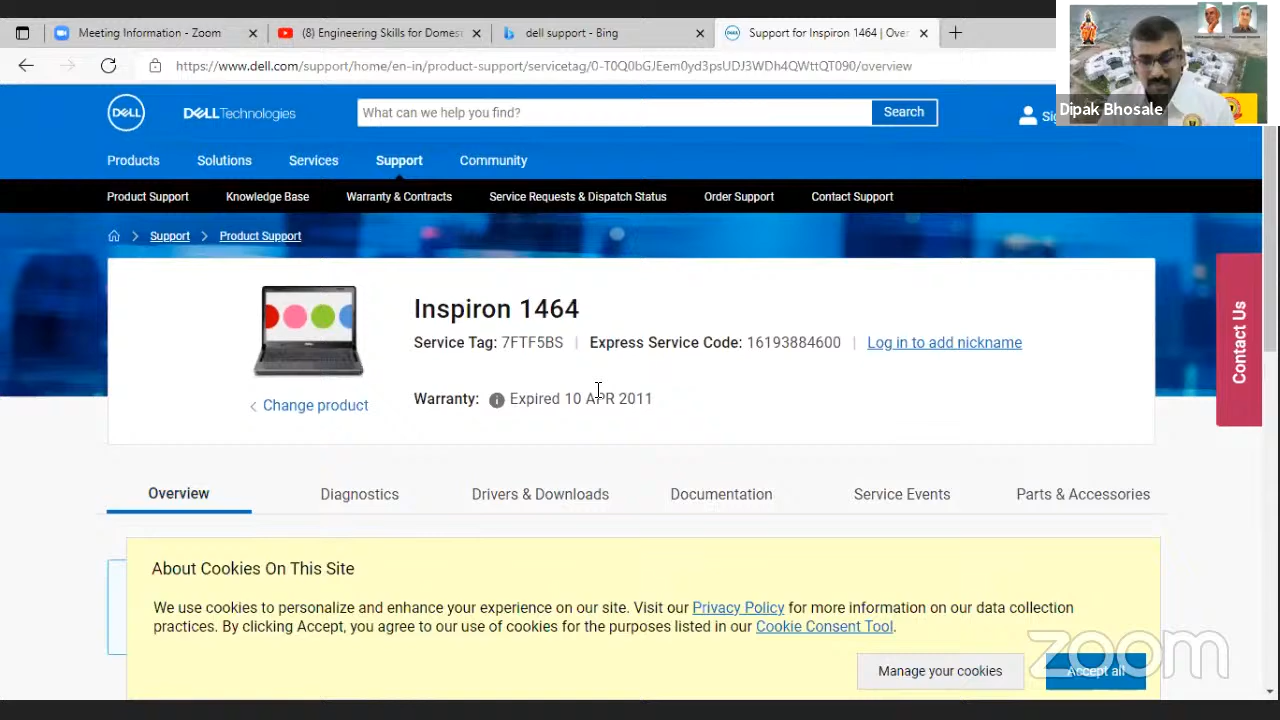 Meeting Information - Zoom
(8) Engineering Skills for Domest
dell support - Bing
Support for Inspiron 1464 | Over
https://www.dell.com/support/home/en-in/product-support/servicetag/0-T0Q0bGJEem0yd3psUDJ3WDh4QWttQT090/overview
Dipak Bhosale
DELL
DELLTechnologies
What can we help you find?
Search
Products Solutions Services Support Community
Product Support Knowledge Base Warranty & Contracts Service Requests & Dispatch Status Order Support Contact Support
Support Product Support
Inspiron 1464
Service Tag: 7FTF5BS | Express Service Code: 16193884600 | Log in to add nickname
Change product
Warranty: Expired 10 APR 2011
Contact Us
Overview Diagnostics Drivers & Downloads Documentation Service Events Parts & Accessories
About Cookies On This Site
We use cookies to personalize and enhance your experience on our site. Visit our Privacy Policy for more information on our data collection
practices. By clicking Accept, you agree to our use of cookies for the purposes listed in our Cookie Consent Tool.
Manage your cookies
Accept all
zoom